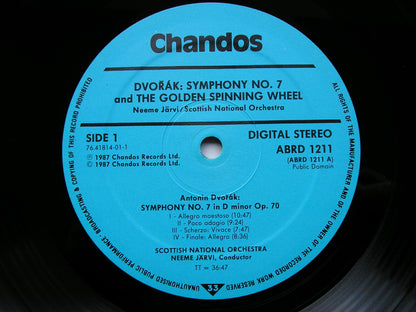 Chandos
DVOŘÁK: SYMPHONY NO. 7
and THE GOLDEN SPINNING WHEEL
Neeme Järvi/Scottish National Orchestra
SIDE 1
76.41814-01-1
℗ 1987 Chandos Records Ltd.
© 1987 Chandos Records Ltd.
DIGITAL STEREO
ABRD 1211
(ABRD 1211 A)
Public Domain
Antonin Dvořák:
SYMPHONY NO. 7 in D minor Op. 70
I - Allegro maestoso (10:47)
II - Poco adagio (9:24)
III - Scherzo: Vivace (7:47)
IV - Finale: Allegro (8:36)
SCOTTISH NATIONAL ORCHESTRA
NEEME JÄRVI, Conductor
TT = 36:47
33
ALL RIGHTS OF THE MANUFACTURER AND OF THE OWNER OF THE RECORDED WORK RESERVED
UNAUTHORISED PUBLIC PERFORMANCE · BROADCASTING & COPYING OF THIS RECORD PROHIBITED